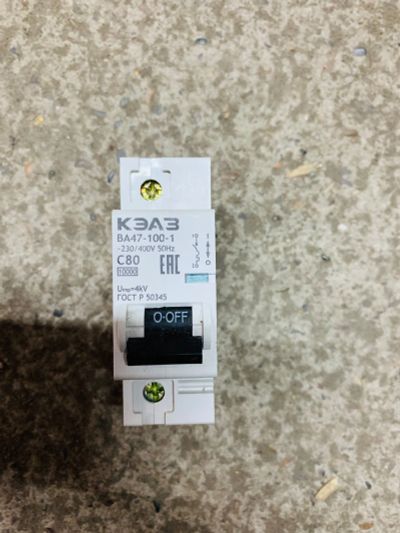 КЭАЗ
ВА47-100-1
~230/400V 50Hz
C80
10000
EAC
Uimp=4kV
ГОСТ Р 50345
O·OFF